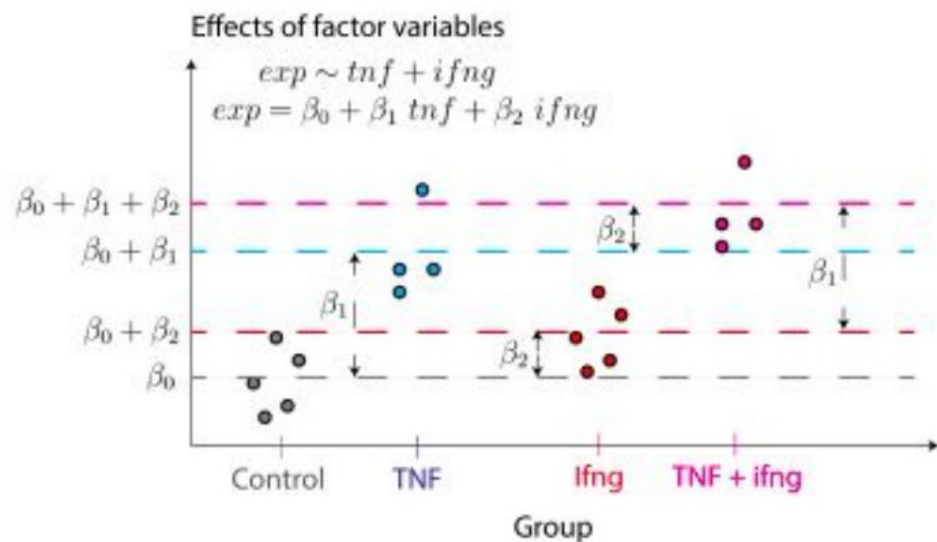 Effects of factor variables
exp ∼ tnf + ifng
exp = β₀ + β₁ tnf + β₂ ifng
β₀ + β₁ + β₂
β₀ + β₁
β₀ + β₂
β₀
β₁
β₂
β₂
β₁
Control
TNF
Ifng
TNF + ifng
Group